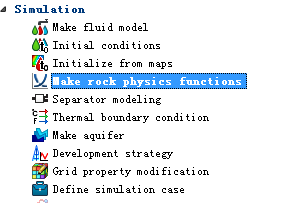 Simulation
Make fluid model
Initial conditions
Initialize from maps
Make rock physics functions
Separator modeling
Thermal boundary condition
Make aquifer
Development strategy
Grid property modification
Define simulation case